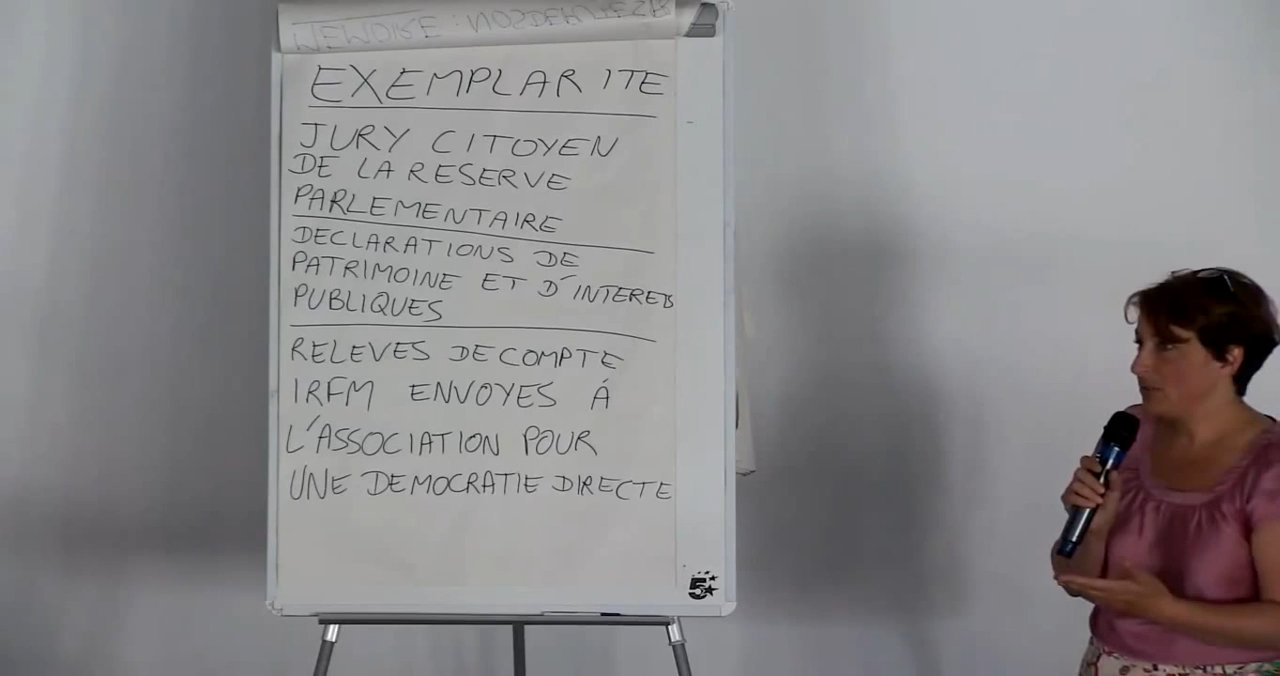 EXEMPLARITE
JURY CITOYEN
DE LA RESERVE
PARLEMENTAIRE
DECLARATIONS DE
PATRIMOINE ET D'INTERETS
PUBLIQUES
RELEVES DE COMPTE
IRFM ENVOYES Á
L'ASSOCIATION POUR
UNE DEMOCRATIE DIRECTE
5